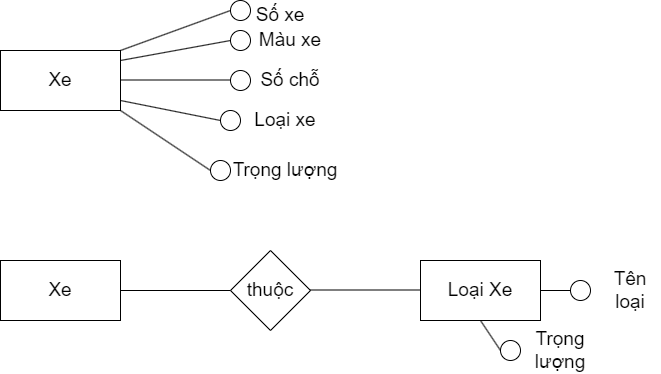 Số xe
Màu xe
Xe
Số chỗ
Loại xe
Trọng lượng
Xe
thuộc
Loại Xe
Tên
loại
Trọng
lượng